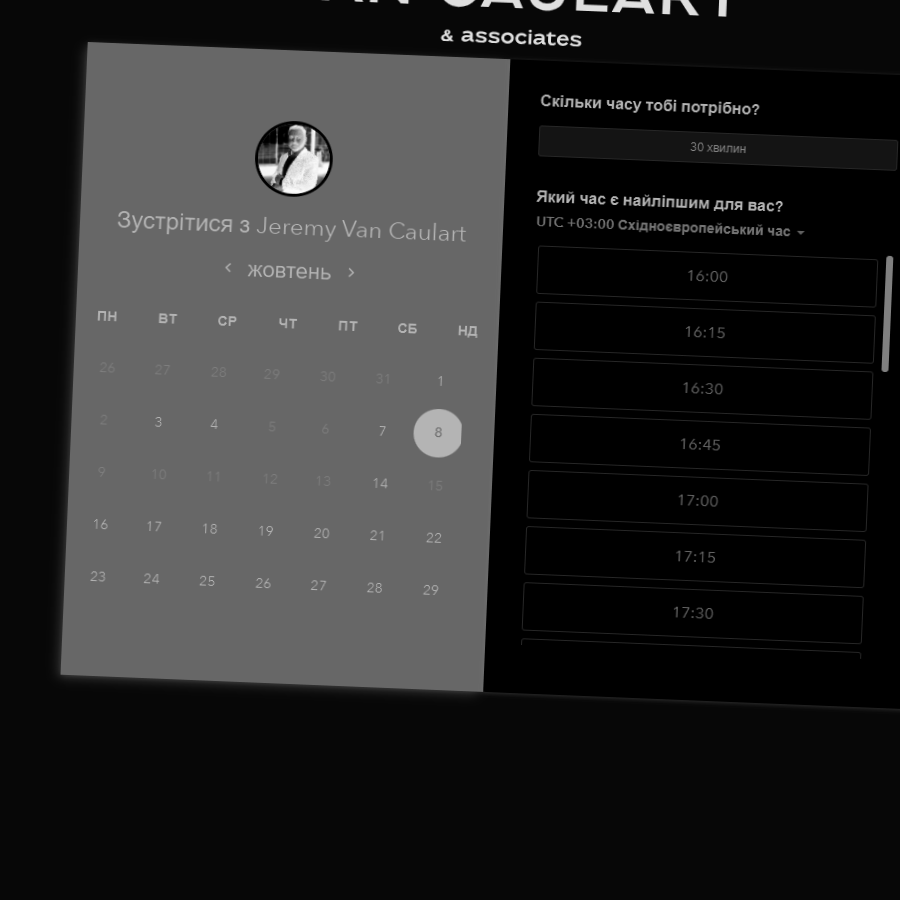 & associates
Зустрітися з Jeremy Van Caulart
жовтень
ПН ВТ СР ЧТ ПТ СБ НД
26 27 28 29 30 31 1
2 3 4 5 6 7 8
9 10 11 12 13 14 15
16 17 18 19 20 21 22
23 24 25 26 27 28 29
Скільки часу тобі потрібно?
30 хвилин
Який час є найліпшим для вас?
UTC +03:00 Східноєвропейський час
16:00
16:15
16:30
16:45
17:00
17:15
17:30